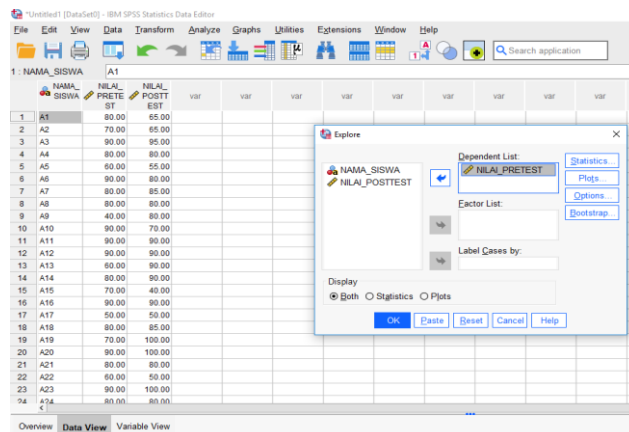 *Untitled1 [DataSet0] - IBM SPSS Statistics Data Editor
File Edit View Data Transform Analyze Graphs Utilities Extensions Window Help
Search application
1 : NAMA_SISWA A1
NAMA_SISWA NILAI_PRETEST NILAI_POSTTEST var var var var var var var
1 A1 80.00 65.00
2 A2 70.00 65.00
3 A3 90.00 95.00
4 A4 80.00 80.00
5 A5 60.00 55.00
6 A6 90.00 80.00
7 A7 80.00 85.00
8 A8 80.00 80.00
9 A9 40.00 80.00
10 A10 90.00 70.00
11 A11 90.00 90.00
12 A12 90.00 90.00
13 A13 60.00 90.00
14 A14 80.00 90.00
15 A15 70.00 40.00
16 A16 90.00 90.00
17 A17 50.00 50.00
18 A18 80.00 85.00
19 A19 70.00 100.00
20 A20 90.00 100.00
21 A21 80.00 80.00
22 A22 60.00 50.00
23 A23 90.00 100.00
24 A24 80.00 80.00
Explore
NAMA_SISWA
NILAI_POSTTEST
Dependent List:
NILAI_PRETEST
Factor List:
Label Cases by:
Statistics...
Plots...
Options...
Bootstrap...
Display
Both Statistics Plots
OK Paste Reset Cancel Help
Overview Data View Variable View